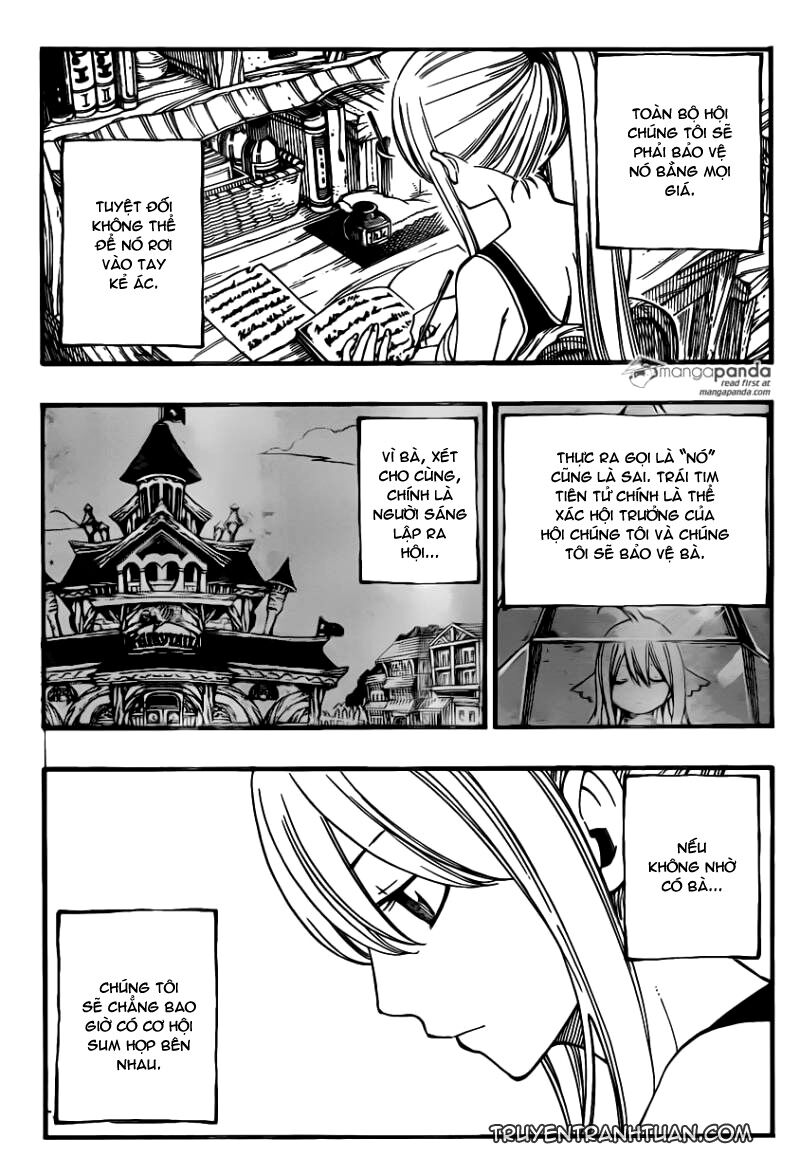 TOÀN BỘ HỘI
CHÚNG TÔI SẼ
PHẢI BẢO VỆ
NÓ BẰNG MỌI
GIÁ.
TUYỆT ĐỐI
KHÔNG THỂ
ĐỂ NÓ RƠI
VÀO TAY
KẺ ÁC.
mangapanda
read first at
mangapanda.com
VÌ BÀ, XÉT
CHO CÙNG,
CHÍNH LÀ
NGƯỜI SÁNG
LẬP RA
HỘI...
THỰC RA GỌI LÀ "NÓ"
CŨNG LÀ SAI. TRÁI TIM
TIÊN TỬ CHÍNH LÀ THỂ
XÁC HỘI TRƯỞNG CỦA
HỘI CHÚNG TÔI VÀ CHÚNG
TÔI SẼ BẢO VỆ BÀ.
FAIRY TAIL
NẾU
KHÔNG NHỜ
CÓ BÀ...
CHÚNG TÔI
SẼ CHẲNG BAO
GIỜ CÓ CƠ HỘI
SUM HỌP BÊN
NHAU.
TRUYENTRANHTUAN.COM